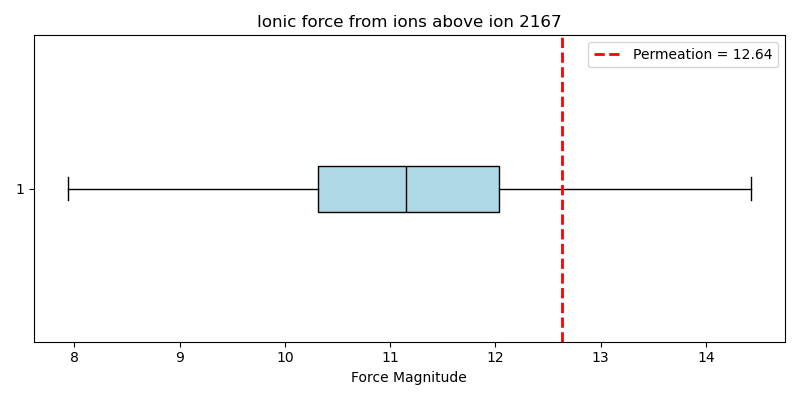 Ionic force from ions above ion 2167
Permeation = 12.64
1
8 9 10 11 12 13 14
Force Magnitude